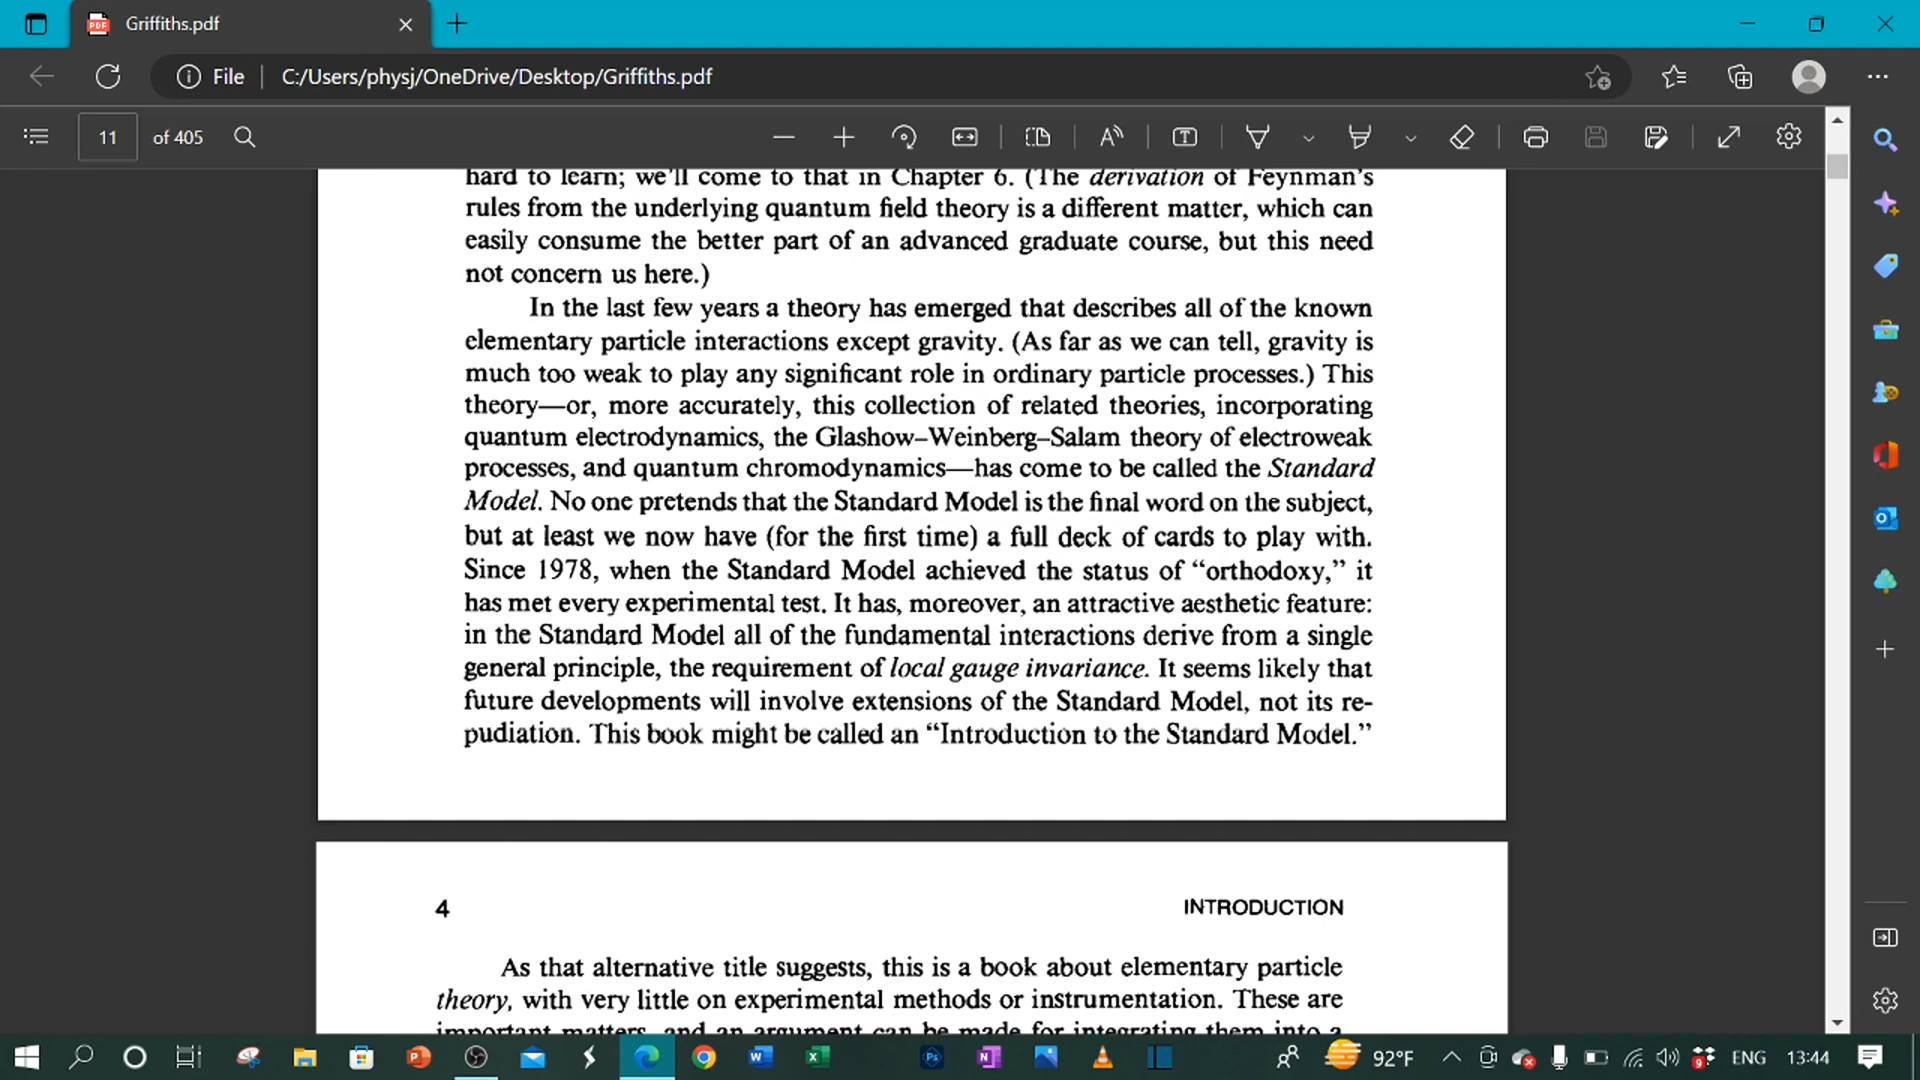 Griffiths.pdf
File
C:/Users/physj/OneDrive/Desktop/Griffiths.pdf
11 of 405
hard to learn; we'll come to that in Chapter 6. (The derivation of Feynman's
rules from the underlying quantum field theory is a different matter, which can
easily consume the better part of an advanced graduate course, but this need
not concern us here.)
In the last few years a theory has emerged that describes all of the known
elementary particle interactions except gravity. (As far as we can tell, gravity is
much too weak to play any significant role in ordinary particle processes.) This
theory—or, more accurately, this collection of related theories, incorporating
quantum electrodynamics, the Glashow–Weinberg–Salam theory of electroweak
processes, and quantum chromodynamics—has come to be called the Standard
Model. No one pretends that the Standard Model is the final word on the subject,
but at least we now have (for the first time) a full deck of cards to play with.
Since 1978, when the Standard Model achieved the status of “orthodoxy,” it
has met every experimental test. It has, moreover, an attractive aesthetic feature:
in the Standard Model all of the fundamental interactions derive from a single
general principle, the requirement of local gauge invariance. It seems likely that
future developments will involve extensions of the Standard Model, not its re-
pudiation. This book might be called an “Introduction to the Standard Model.”
4 INTRODUCTION
As that alternative title suggests, this is a book about elementary particle
theory, with very little on experimental methods or instrumentation. These are
important matters, and an argument can be made for integrating them into a
92°F
ENG
13:44